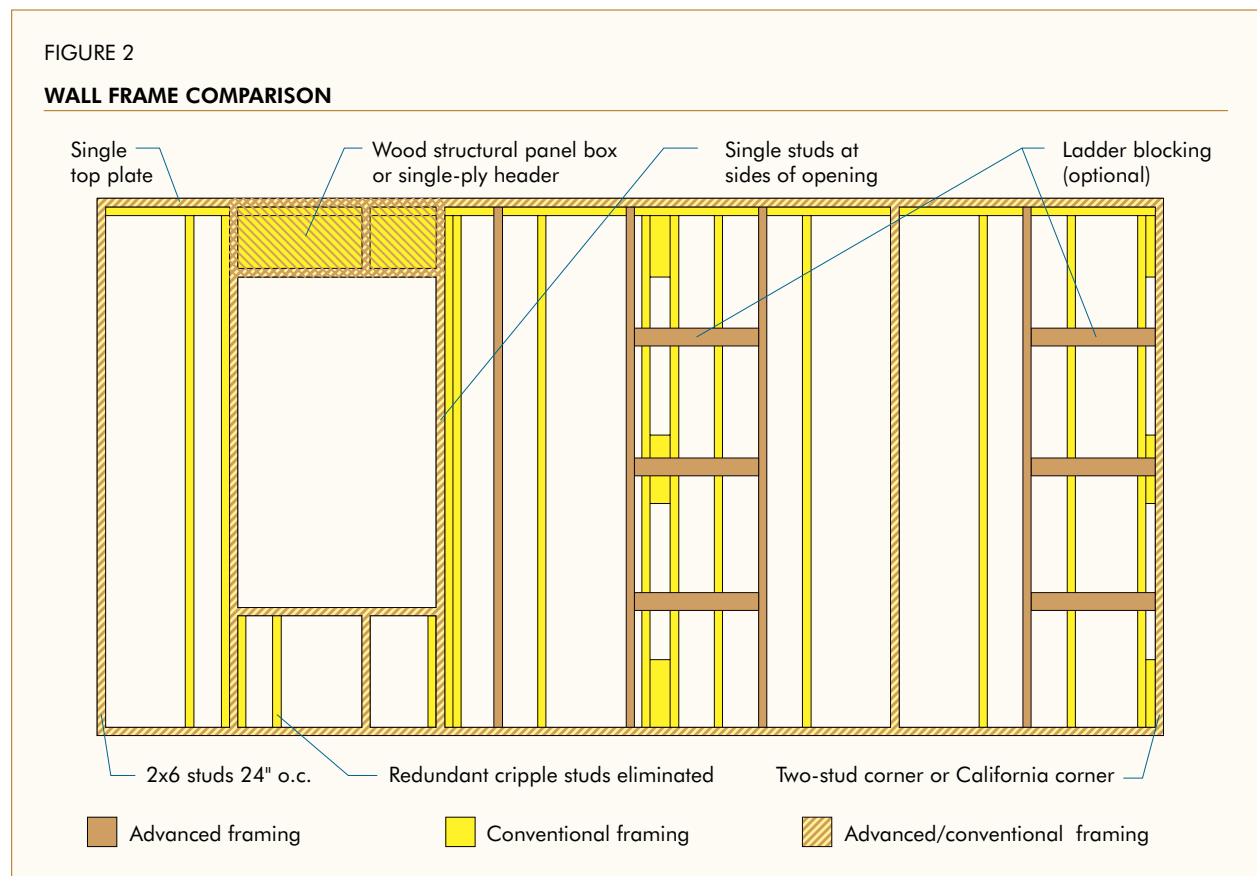 FIGURE 2
WALL FRAME COMPARISON
Single
top plate
Wood structural panel box
or single-ply header
Single studs at
sides of opening
Ladder blocking
(optional)
2x6 studs 24" o.c.
Redundant cripple studs eliminated
Two-stud corner or California corner
Advanced framing
Conventional framing
Advanced/conventional framing